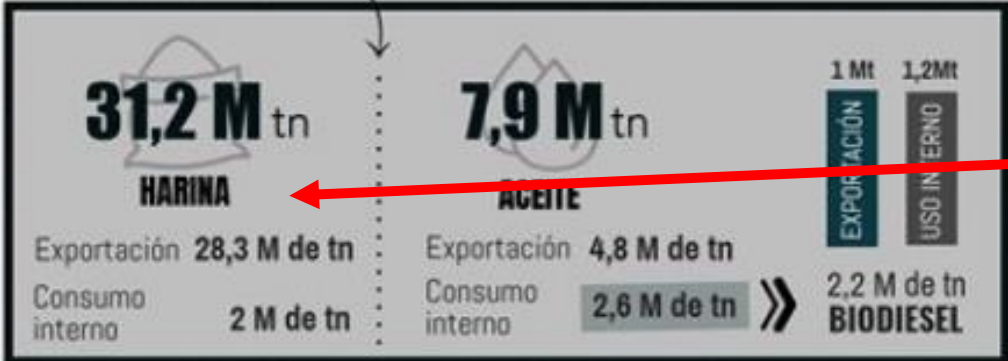 31,2 M tn
HARINA
Exportación 28,3 M de tn
Consumo interno 2 M de tn
7,9 M tn
ACEITE
Exportación 4,8 M de tn
Consumo interno 2,6 M de tn
1 Mt 1,2Mt
EXPORTACIÓN
USO INTERNO
2,2 M de tn
BIODIESEL